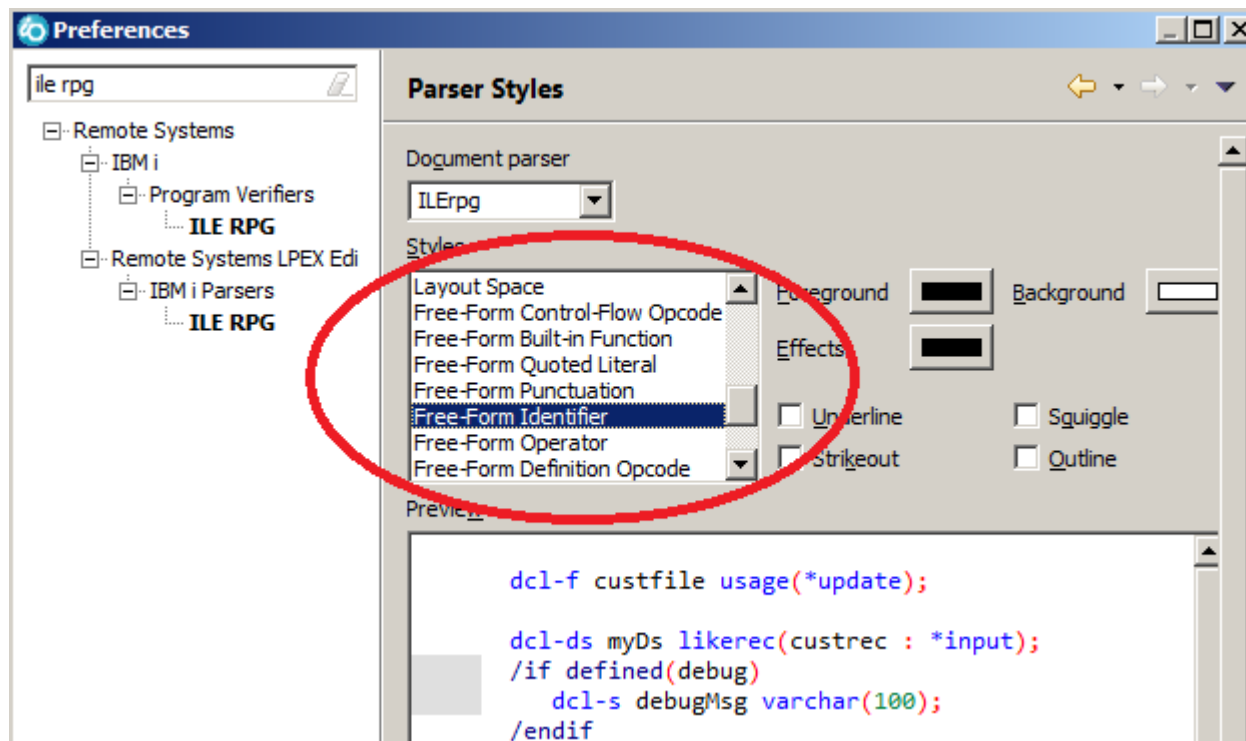 Preferences
ile rpg
Remote Systems
IBM i
Program Verifiers
ILE RPG
Remote Systems LPEX Edi
IBM i Parsers
ILE RPG
Parser Styles
Document parser
ILErpg
Styles
Layout Space
Free-Form Control-Flow Opcode
Free-Form Built-in Function
Free-Form Quoted Literal
Free-Form Punctuation
Free-Form Identifier
Free-Form Operator
Free-Form Definition Opcode
Foreground
Background
Effects
Underline
Squiggle
Strikeout
Outline
Preview
dcl-f custfile usage(*update);
dcl-ds myDs likerec(custrec : *input);
/if defined(debug)
dcl-s debugMsg varchar(100);
/endif